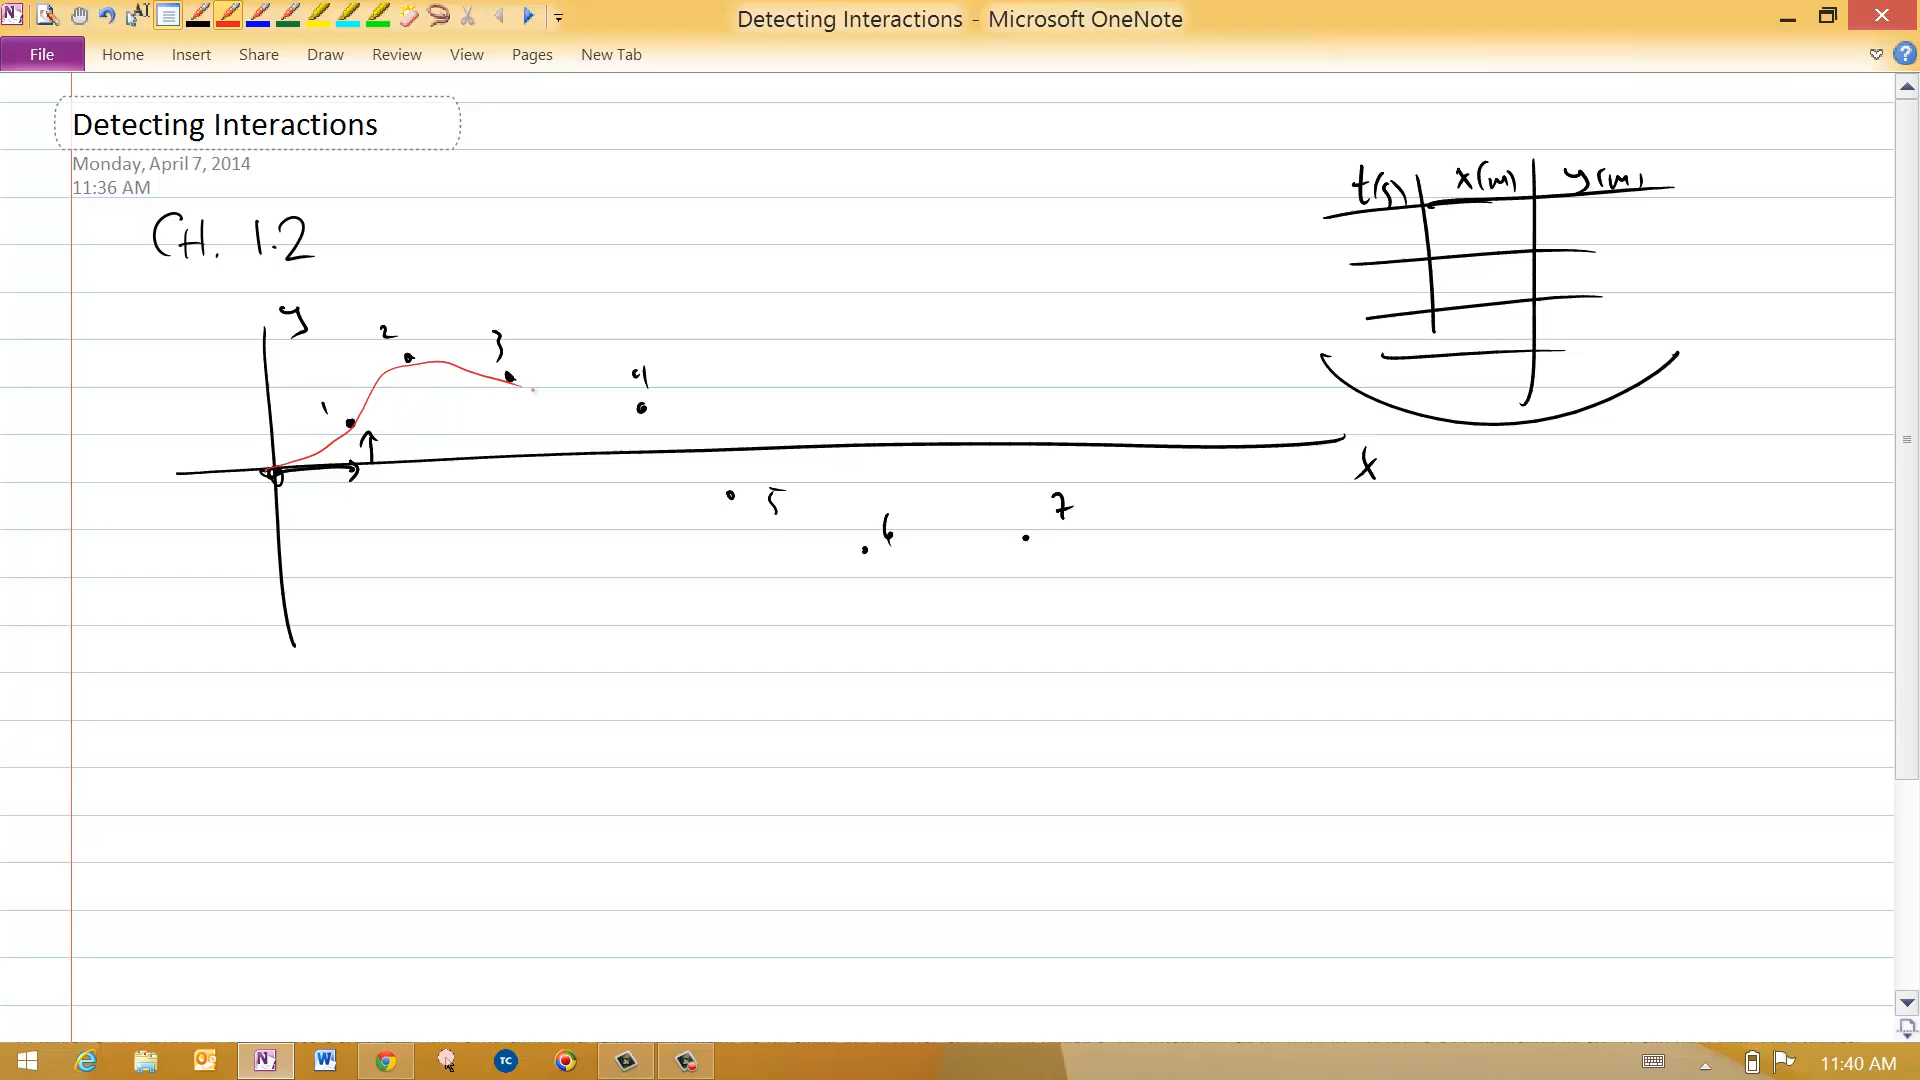 Detecting Interactions - Microsoft OneNote
File Home Insert Share Draw Review View Pages New Tab
Detecting Interactions
Monday, April 7, 2014
11:36 AM
t(s) x(m) y(m)
CH. 1.2
y
2
3
4
1
x
5
6
7
TC
11:40 AM